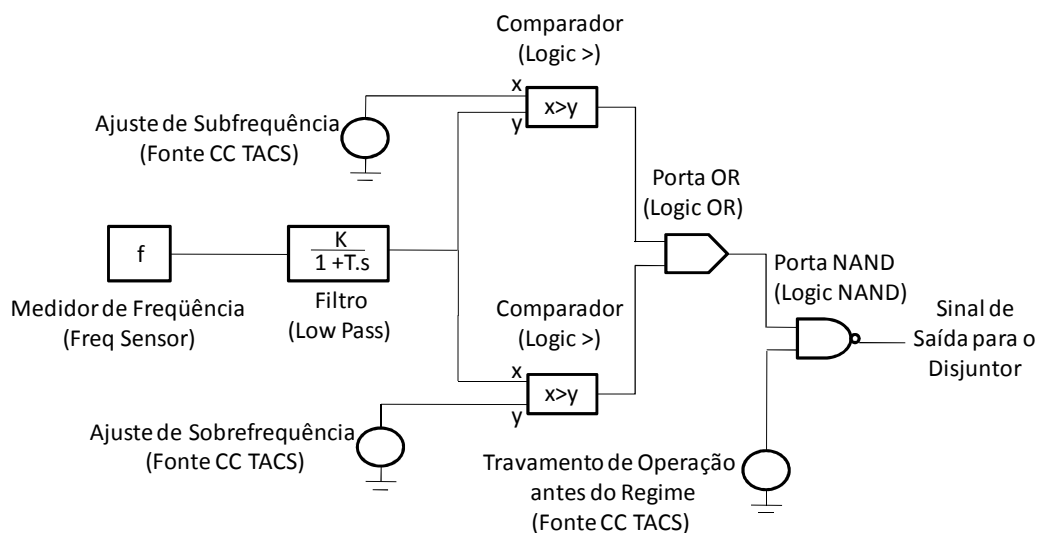 Comparador
(Logic >)
x
y
x>y
Ajuste de Subfrequência
(Fonte CC TACS)
Porta OR
(Logic OR)
f
K
1 +T.s
Medidor de Freqüência
(Freq Sensor)
Filtro
(Low Pass)
Comparador
(Logic >)
Porta NAND
(Logic NAND)
Sinal de
Saída para o
Disjuntor
x
y
x>y
Ajuste de Sobrefrequência
(Fonte CC TACS)
Travamento de Operação
antes do Regime
(Fonte CC TACS)